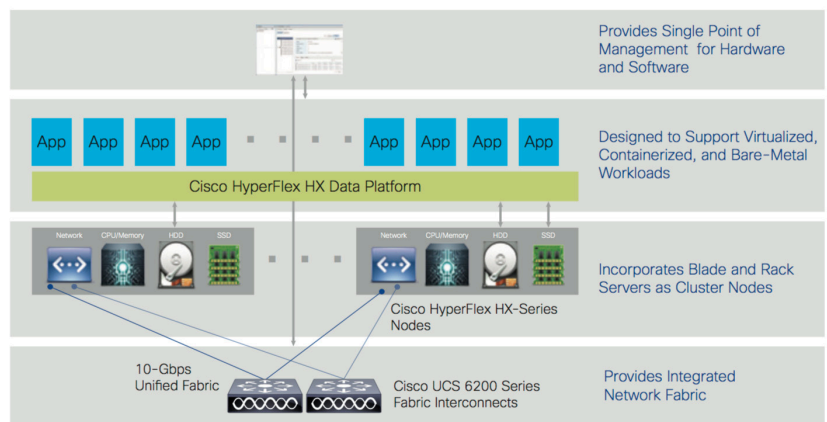 Provides Single Point of
Management for Hardware
and Software
App App App App App App App App
Designed to Support Virtualized,
Containerized, and Bare-Metal
Workloads
Cisco HyperFlex HX Data Platform
Network CPU/Memory HDD SSD
Network CPU/Memory HDD SSD
Incorporates Blade and Rack
Servers as Cluster Nodes
Cisco HyperFlex HX-Series
Nodes
10-Gbps
Unified Fabric
Cisco UCS 6200 Series
Fabric Interconnects
Provides Integrated
Network Fabric